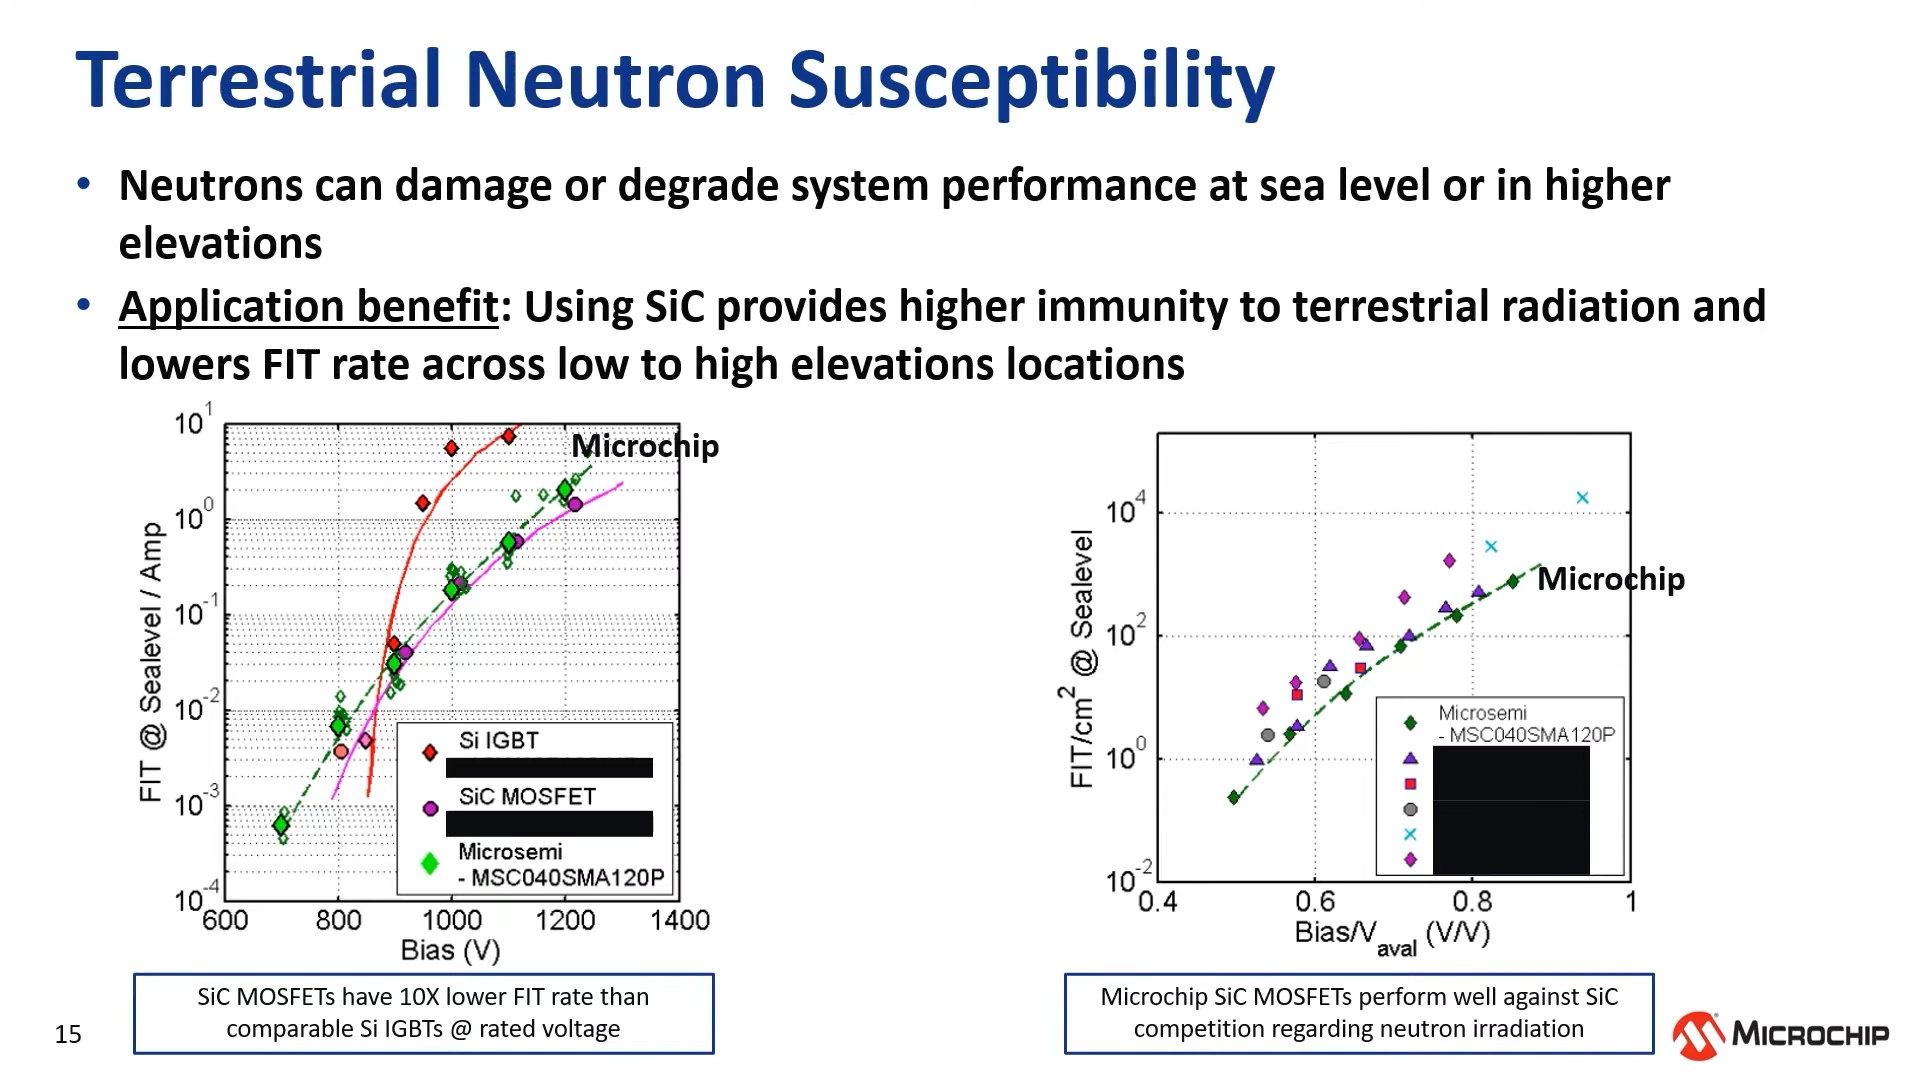 Terrestrial Neutron Susceptibility
• Neutrons can damage or degrade system performance at sea level or in higher
elevations
• Application benefit: Using SiC provides higher immunity to terrestrial radiation and
lowers FIT rate across low to high elevations locations
10^1
10^0
10^-1
10^-2
10^-3
10^-4
FIT @ Sealevel / Amp
Microchip
Si IGBT
SiC MOSFET
Microsemi
- MSC040SMA120P
600 800 1000 1200 1400
Bias (V)
SiC MOSFETs have 10X lower FIT rate than
comparable Si IGBTs @ rated voltage
10^4
10^2
10^0
10^-2
FIT/cm^2 @ Sealevel
Microchip
Microsemi
- MSC040SMA120P
0.4 0.6 0.8 1
Bias/V_aval (V/V)
Microchip SiC MOSFETs perform well against SiC
competition regarding neutron irradiation
15
MICROCHIP